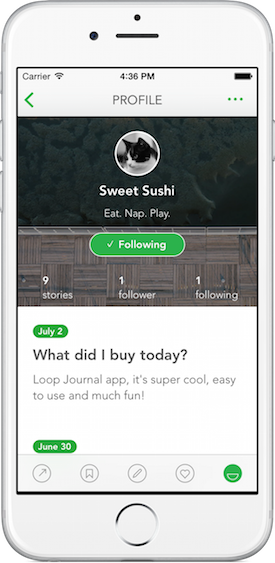 Carrier 4:36 PM
PROFILE
Sweet Sushi
Eat. Nap. Play.
✓ Following
9 1 1
stories follower following
July 2
What did I buy today?
Loop Journal app, it's super cool, easy
to use and much fun!
June 30